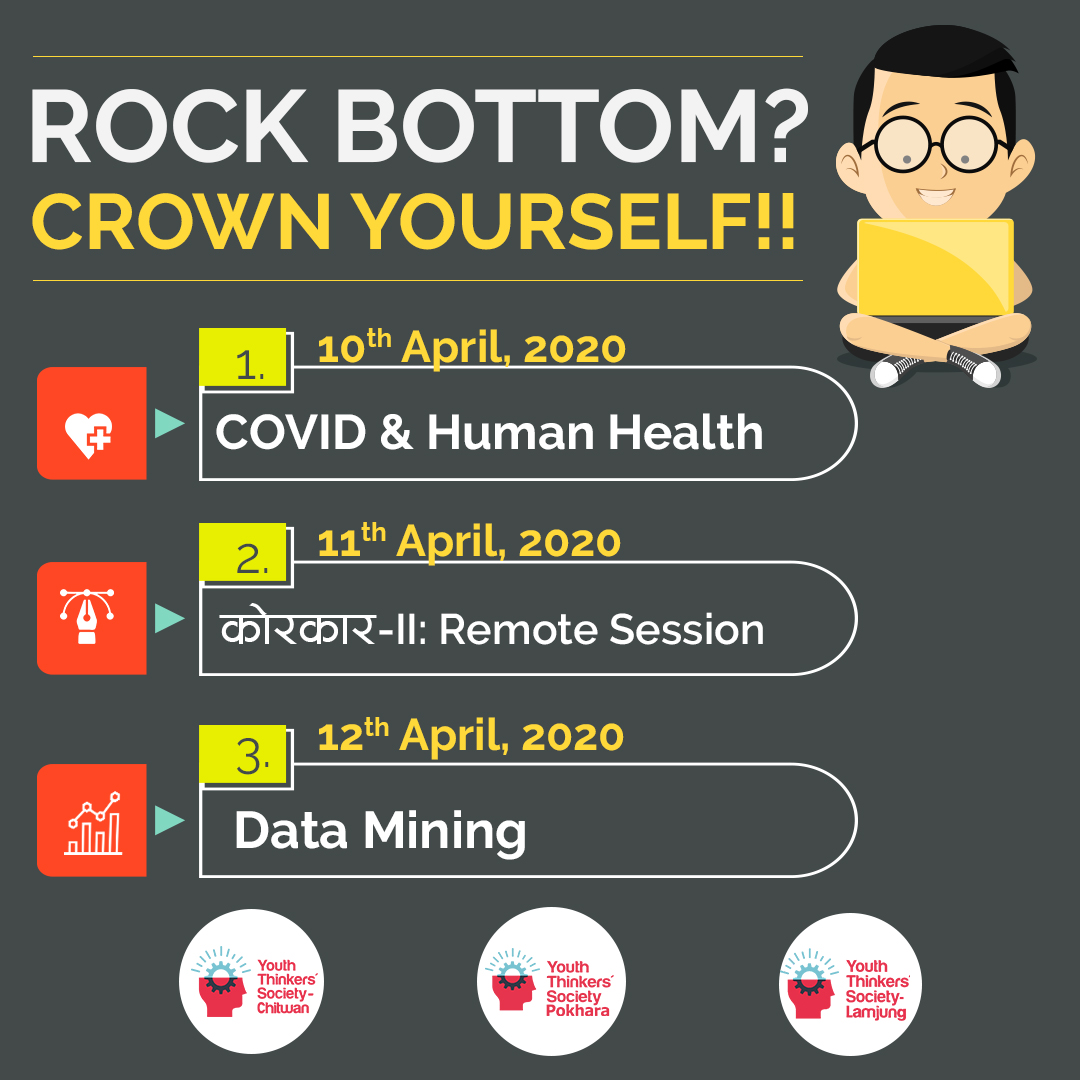 ROCK BOTTOM?
CROWN YOURSELF!!
1.
10th April, 2020
COVID & Human Health
2.
11th April, 2020
कोरकार-II: Remote Session
3.
12th April, 2020
Data Mining
Youth
Thinkers'
Society-
Chitwan
Youth
Thinkers'
Society
Pokhara
Youth
Thinkers'
Society-
Lamjung